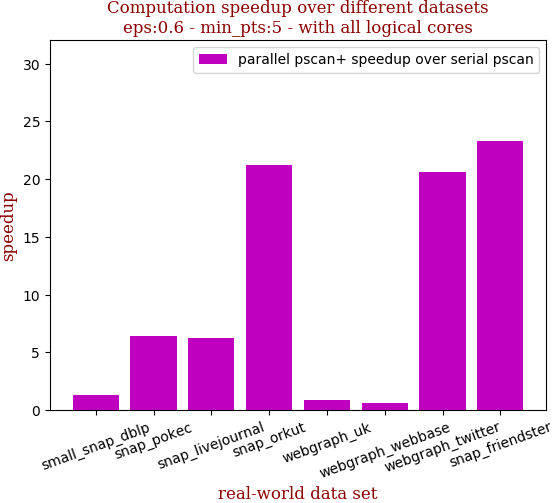 Computation speedup over different datasets
eps:0.6 - min_pts:5 - with all logical cores
parallel pscan+ speedup over serial pscan
speedup
30
25
20
15
10
5
0
small_snap_dblp
snap_pokec
snap_livejournal
snap_orkut
webgraph_uk
webgraph_webbase
webgraph_twitter
snap_friendster
real-world data set